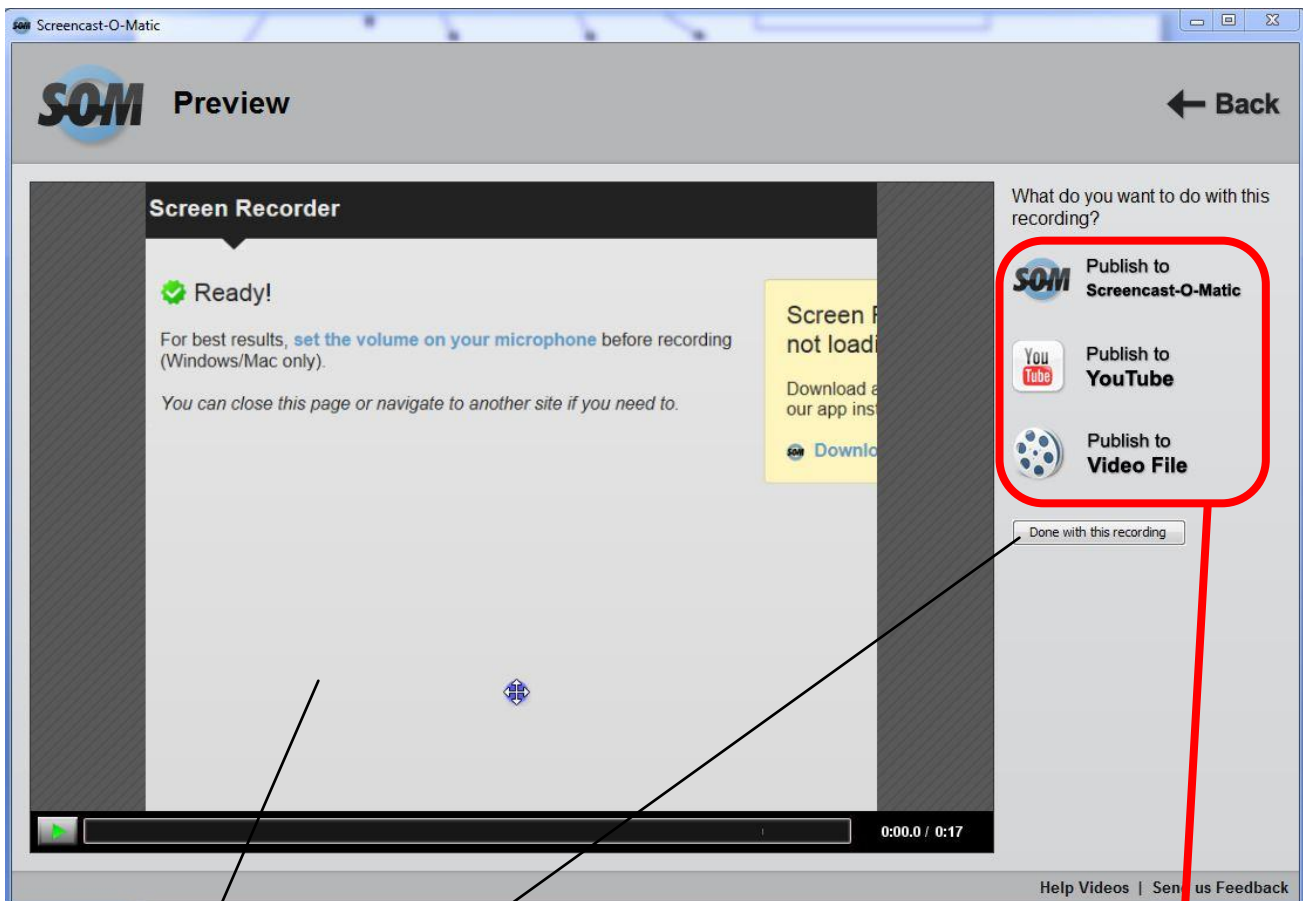 Screencast-O-Matic
SOM Preview
Back
Screen Recorder
Ready!
For best results, set the volume on your microphone before recording
(Windows/Mac only).
You can close this page or navigate to another site if you need to.
Screen
not loadi
Download a
our app inst
SOM Downlo
0:00.0 / 0:17
What do you want to do with this
recording?
SOM Publish to
Screencast-O-Matic
You
Tube
Publish to
YouTube
Publish to
Video File
Done with this recording
Help Videos | Send us Feedback